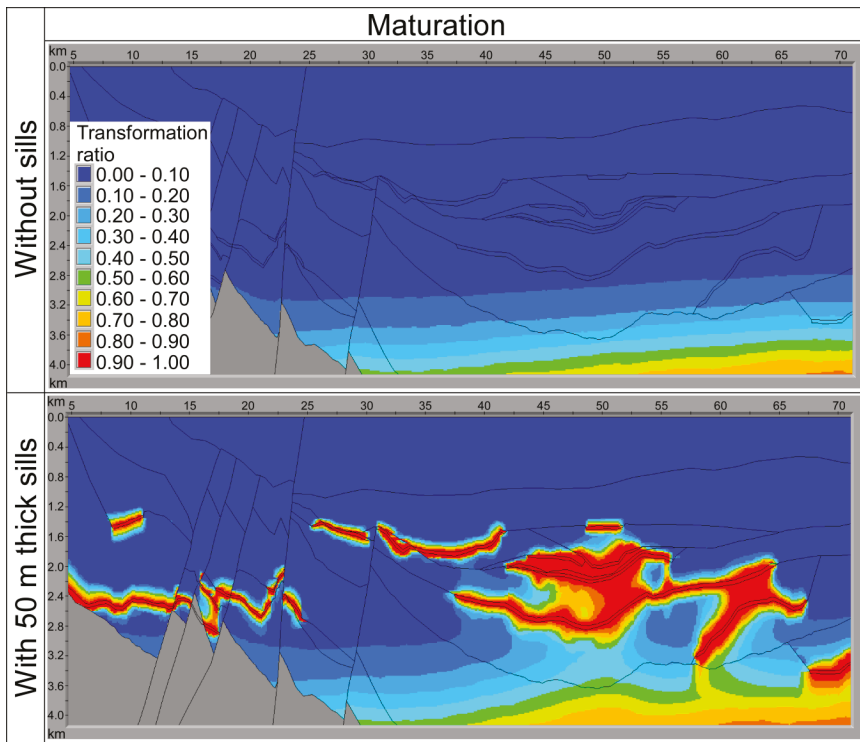 Maturation
Without sills
km
5 10 15 20 25 30 35 40 45 50 55 60 65 70
0.0
0.4
0.8
1.2
1.6
2.0
2.4
2.8
3.2
3.6
4.0
km
Transformation
ratio
0.00 - 0.10
0.10 - 0.20
0.20 - 0.30
0.30 - 0.40
0.40 - 0.50
0.50 - 0.60
0.60 - 0.70
0.70 - 0.80
0.80 - 0.90
0.90 - 1.00
With 50 m thick sills
km
5 10 15 20 25 30 35 40 45 50 55 60 65 70
0.0
0.4
0.8
1.2
1.6
2.0
2.4
2.8
3.2
3.6
4.0
km